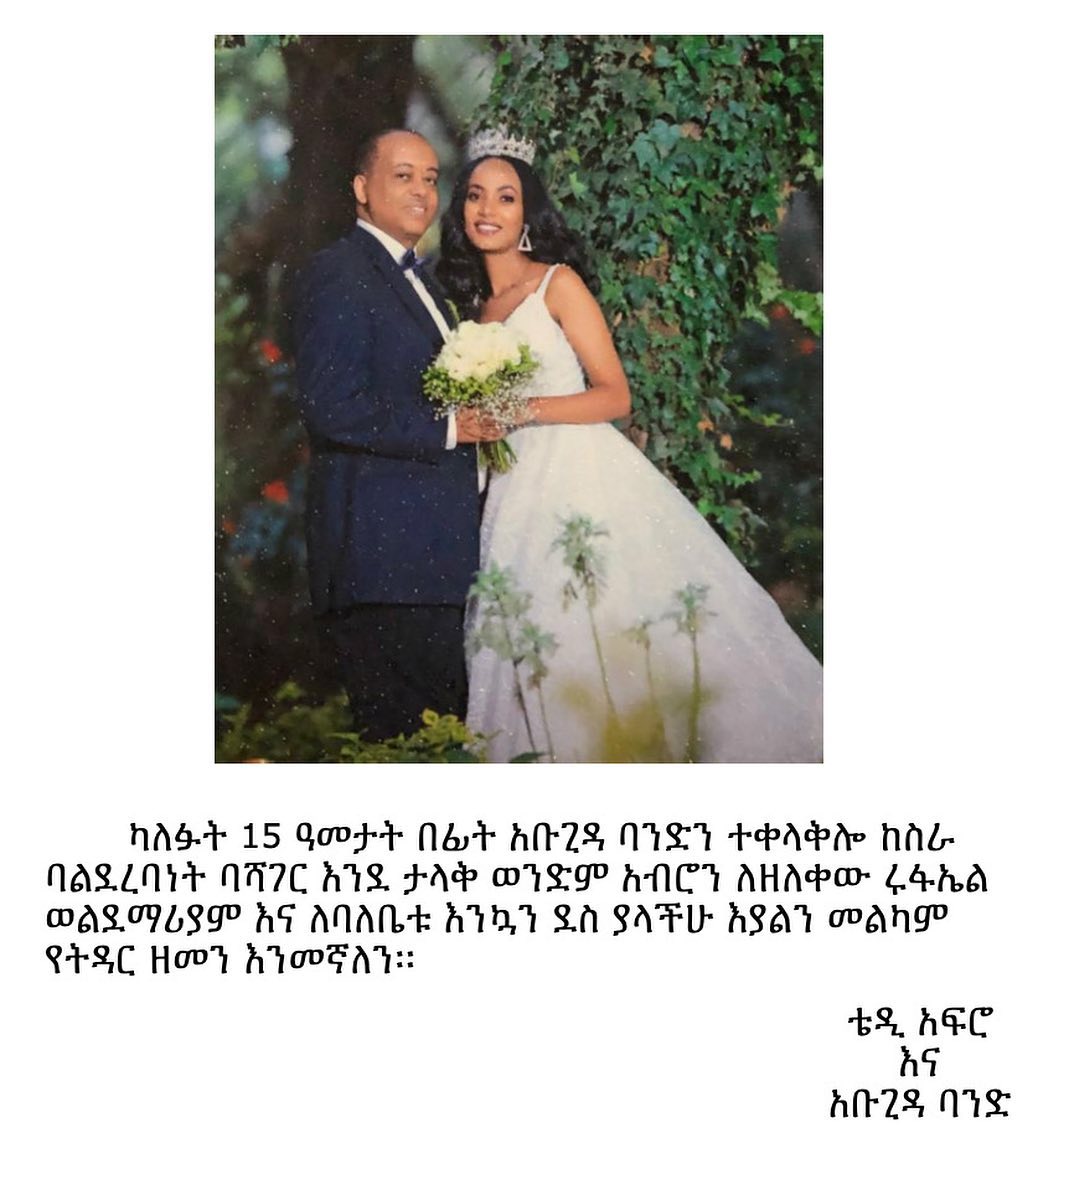 ካለፉት 15 ዓመታት በፊት አቡጊዳ ባንድን ተቀላቅሎ ከስራ
ባልደረባነት ባሻገር እንደ ታላቅ ወንድም አብሮን ለዘለቀው ሩፋኤል
ወልደማሪያም እና ለባለቤቱ እንኳን ደስ ያላችሁ እያልን መልካም
የትዳር ዘመን እንመኛለን፡፡
ቴዲ አፍሮ
እና
አቡጊዳ ባንድ